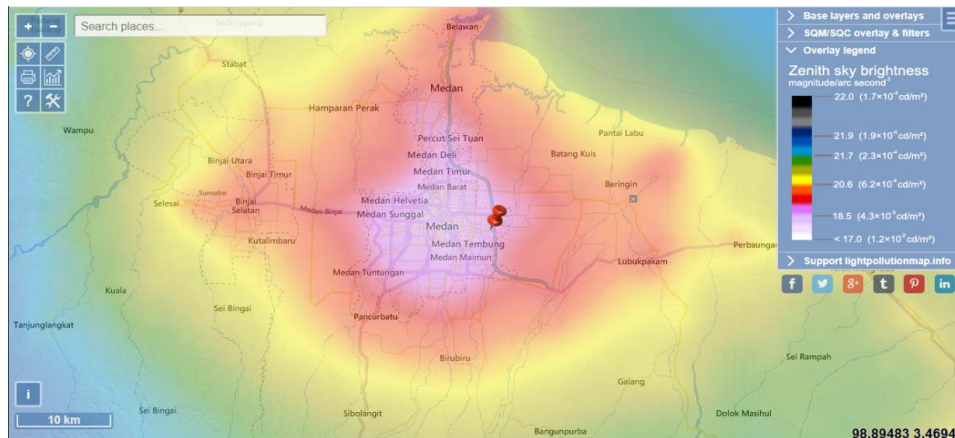 +
−
Search places...
?
Base layers and overlays
SQM/SQC overlay & filters
Overlay legend
Zenith sky brightness
magnitude/arc second²
22.0 (1.7×10⁻⁴cd/m²)
21.9 (1.9×10⁻⁴cd/m²)
21.7 (2.3×10⁻⁴cd/m²)
20.6 (6.2×10⁻⁴cd/m²)
18.5 (4.3×10⁻³cd/m²)
< 17.0 (1.2×10⁻²cd/m²)
Support lightpollutionmap.info
f
g+
t
in
Belawan
Stabat
Medan
Hamparan Perak
Wampu
Percut Sei Tuan
Pantai Labu
Medan Deli
Batang Kuis
Binjai Utara
Medan Timur
Binjai Timur
Medan Barat
Beringin
Sumatra
Medan Helvetia
Selesai
Binjai
Selatan
Medan-Binjai
Medan Sunggal
Medan
Kutalimbaru
Medan Tembung
Perbaungan
Medan Maimun
Lubukpakam
Medan Tuntungan
Kuala
Sei Bingai
Pancurbatu
Tanjunglangkat
Birubiru
Sei Rampah
Galang
Sei Bingai
Sibolangit
Dolok Masihul
Bangunpurba
i
10 km
98.89483 3.4694